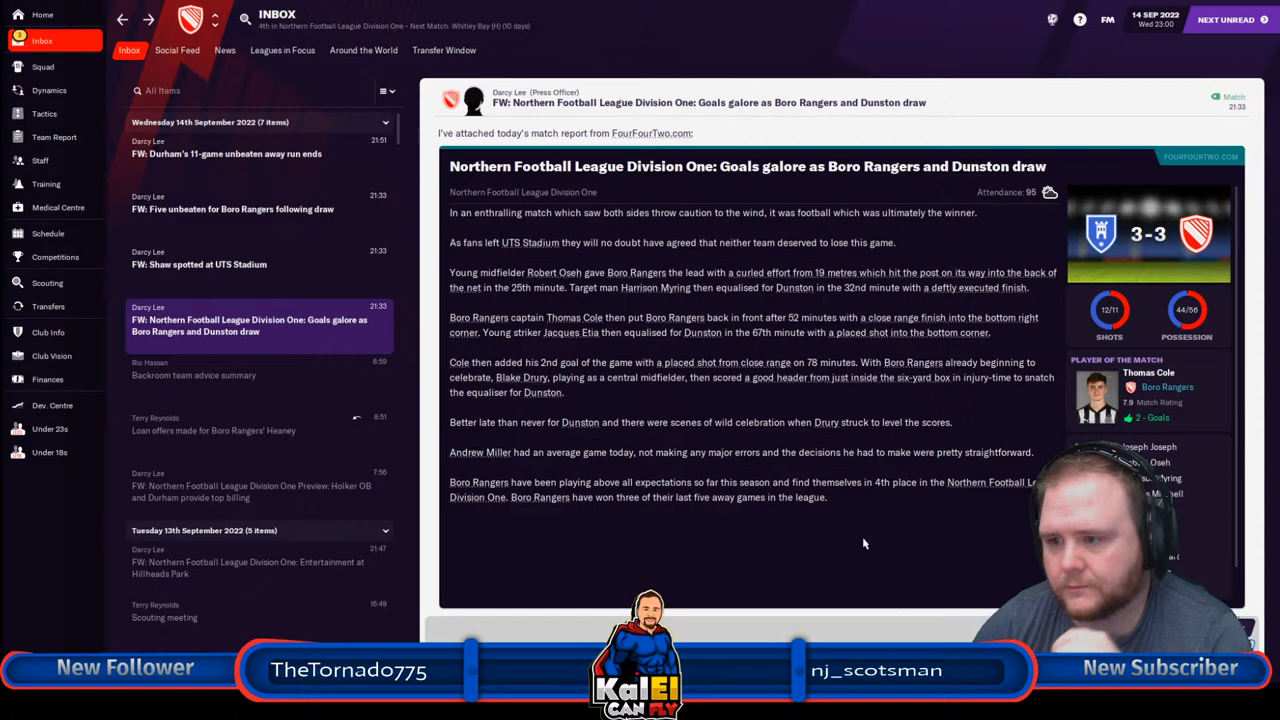 Home
INBOX
4th in Northern Football League Division One - Next Match: Whitley Bay (H) (10 days)
FM
14 SEP 2022
Wed 23:00
NEXT UNREAD
3
Inbox
Squad
Dynamics
Tactics
Team Report
Staff
Training
Medical Centre
Schedule
Competitions
Scouting
Transfers
Club Info
Club Vision
Finances
Dev. Centre
Under 23s
Under 18s
Inbox
Social Feed
News
Leagues in Focus
Around the World
Transfer Window
All Items
Wednesday 14th September 2022 (7 items)
Darcy Lee
21:51
FW: Durham's 11-game unbeaten away run ends
Darcy Lee
21:33
FW: Five unbeaten for Boro Rangers following draw
Darcy Lee
21:33
FW: Shaw spotted at UTS Stadium
Darcy Lee
21:33
FW: Northern Football League Division One: Goals galore as Boro Rangers and Dunston draw
Rio Hassan
8:59
Backroom team advice summary
Terry Reynolds
8:51
Loan offers made for Boro Rangers' Heaney
Darcy Lee
7:56
FW: Northern Football League Division One Preview: Holker OB and Durham provide top billing
Tuesday 13th September 2022 (5 items)
Darcy Lee
21:47
FW: Northern Football League Division One: Entertainment at Hillheads Park
Terry Reynolds
16:49
Scouting meeting
Darcy Lee (Press Officer)
FW: Northern Football League Division One: Goals galore as Boro Rangers and Dunston draw
Match
21:33
I've attached today's match report from FourFourTwo.com:
FOURFOURTWO.COM
Northern Football League Division One: Goals galore as Boro Rangers and Dunston draw
Northern Football League Division One
Attendance: 95
In an enthralling match which saw both sides throw caution to the wind, it was football which was ultimately the winner.
As fans left UTS Stadium they will no doubt have agreed that neither team deserved to lose this game.
Young midfielder Robert Oseh gave Boro Rangers the lead with a curled effort from 19 metres which hit the post on its way into the back of
the net in the 25th minute. Target man Harrison Myring then equalised for Dunston in the 32nd minute with a deftly executed finish.
Boro Rangers captain Thomas Cole then put Boro Rangers back in front after 52 minutes with a close range finish into the bottom right
corner. Young striker Jacques Etia then equalised for Dunston in the 67th minute with a placed shot into the bottom corner.
Cole then added his 2nd goal of the game with a placed shot from close range on 78 minutes. With Boro Rangers already beginning to
celebrate, Blake Drury, playing as a central midfielder, then scored a good header from just inside the six-yard box in injury-time to snatch
the equaliser for Dunston.
Better late than never for Dunston and there were scenes of wild celebration when Drury struck to level the scores.
Andrew Miller had an average game today, not making any major errors and the decisions he had to make were pretty straightforward.
Boro Rangers have been playing above all expectations so far this season and find themselves in 4th place in the Northern Football Le
Division One. Boro Rangers have won three of their last five away games in the league.
3-3
12/11
SHOTS
44/56
POSSESSION
PLAYER OF THE MATCH
Thomas Cole
Boro Rangers
7.9 Match Rating
2 - Goals
Joseph Joseph
Oseh
yring
itchell
New Follower
TheTornado775
KalEl
CAN FLY
nj_scotsman
New Subscriber